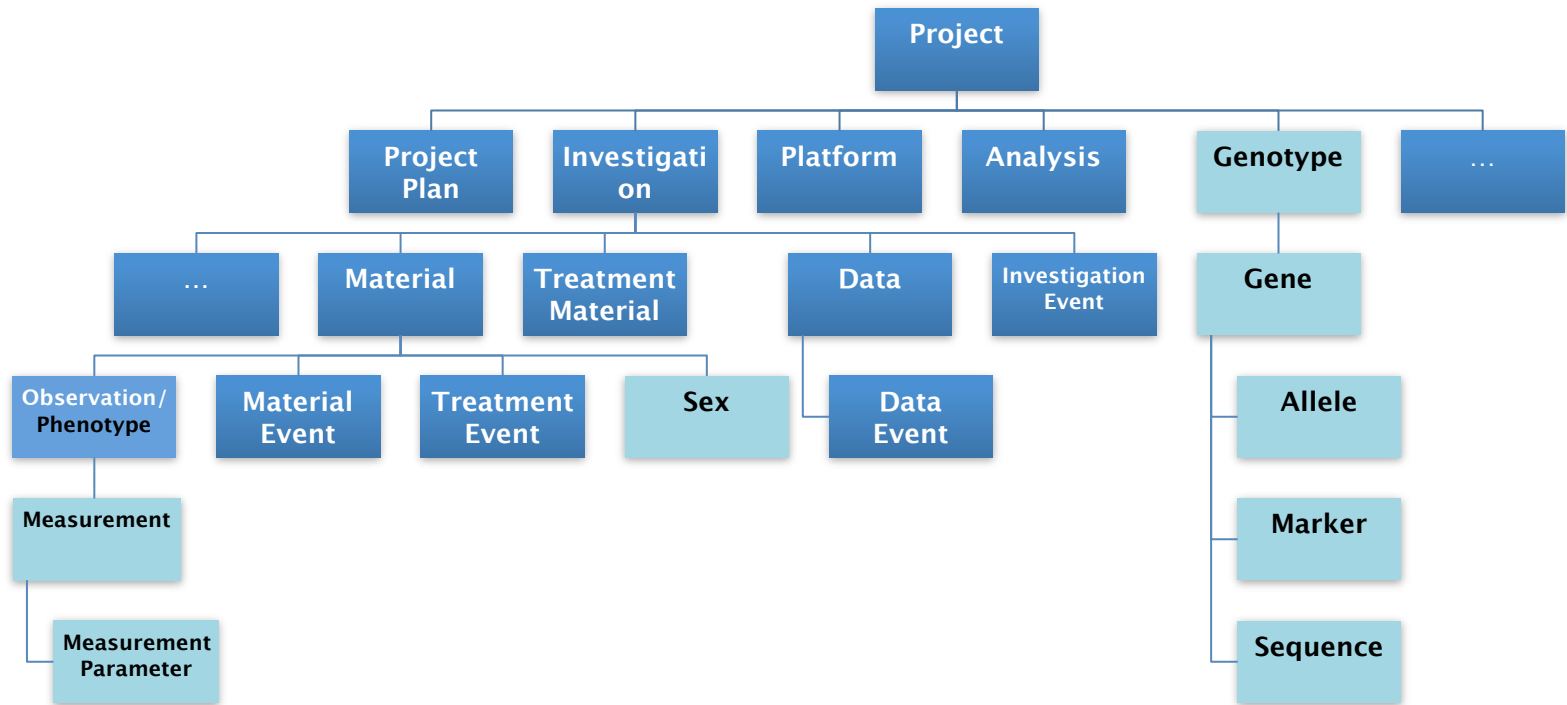 Project
Project
Plan
Investigati
on
Platform
Analysis
Genotype
...
...
Material
Treatment
Material
Data
Investigation
Event
Gene
Observation/
Phenotype
Material
Event
Treatment
Event
Sex
Data
Event
Allele
Measurement
Marker
Measurement
Parameter
Sequence